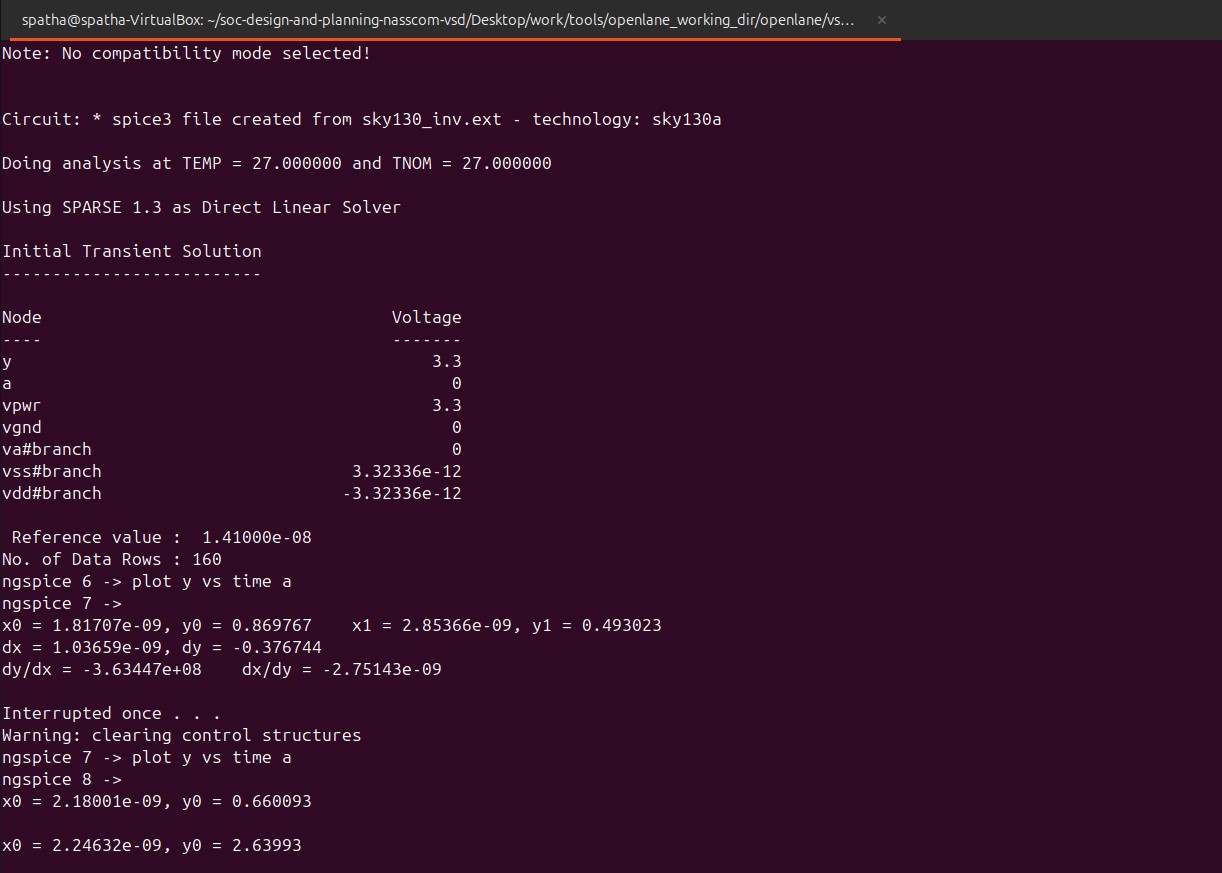 spatha@spatha-VirtualBox: ~/soc-design-and-planning-nasscom-vsd/Desktop/work/tools/openlane_working_dir/openlane/vs... ×
Note: No compatibility mode selected!
Circuit: * spice3 file created from sky130_inv.ext - technology: sky130a
Doing analysis at TEMP = 27.000000 and TNOM = 27.000000
Using SPARSE 1.3 as Direct Linear Solver
Initial Transient Solution
--------------------------
Node                                   Voltage
----                                   -------
y                                          3.3
a                                            0
vpwr                                       3.3
vgnd                                         0
va#branch                                    0
vss#branch                         3.32336e-12
vdd#branch                        -3.32336e-12
 Reference value :  1.41000e-08
No. of Data Rows : 160
ngspice 6 -> plot y vs time a
ngspice 7 ->
x0 = 1.81707e-09, y0 = 0.869767    x1 = 2.85366e-09, y1 = 0.493023
dx = 1.03659e-09, dy = -0.376744
dy/dx = -3.63447e+08    dx/dy = -2.75143e-09
Interrupted once . . .
Warning: clearing control structures
ngspice 7 -> plot y vs time a
ngspice 8 ->
x0 = 2.18001e-09, y0 = 0.660093
x0 = 2.24632e-09, y0 = 2.63993